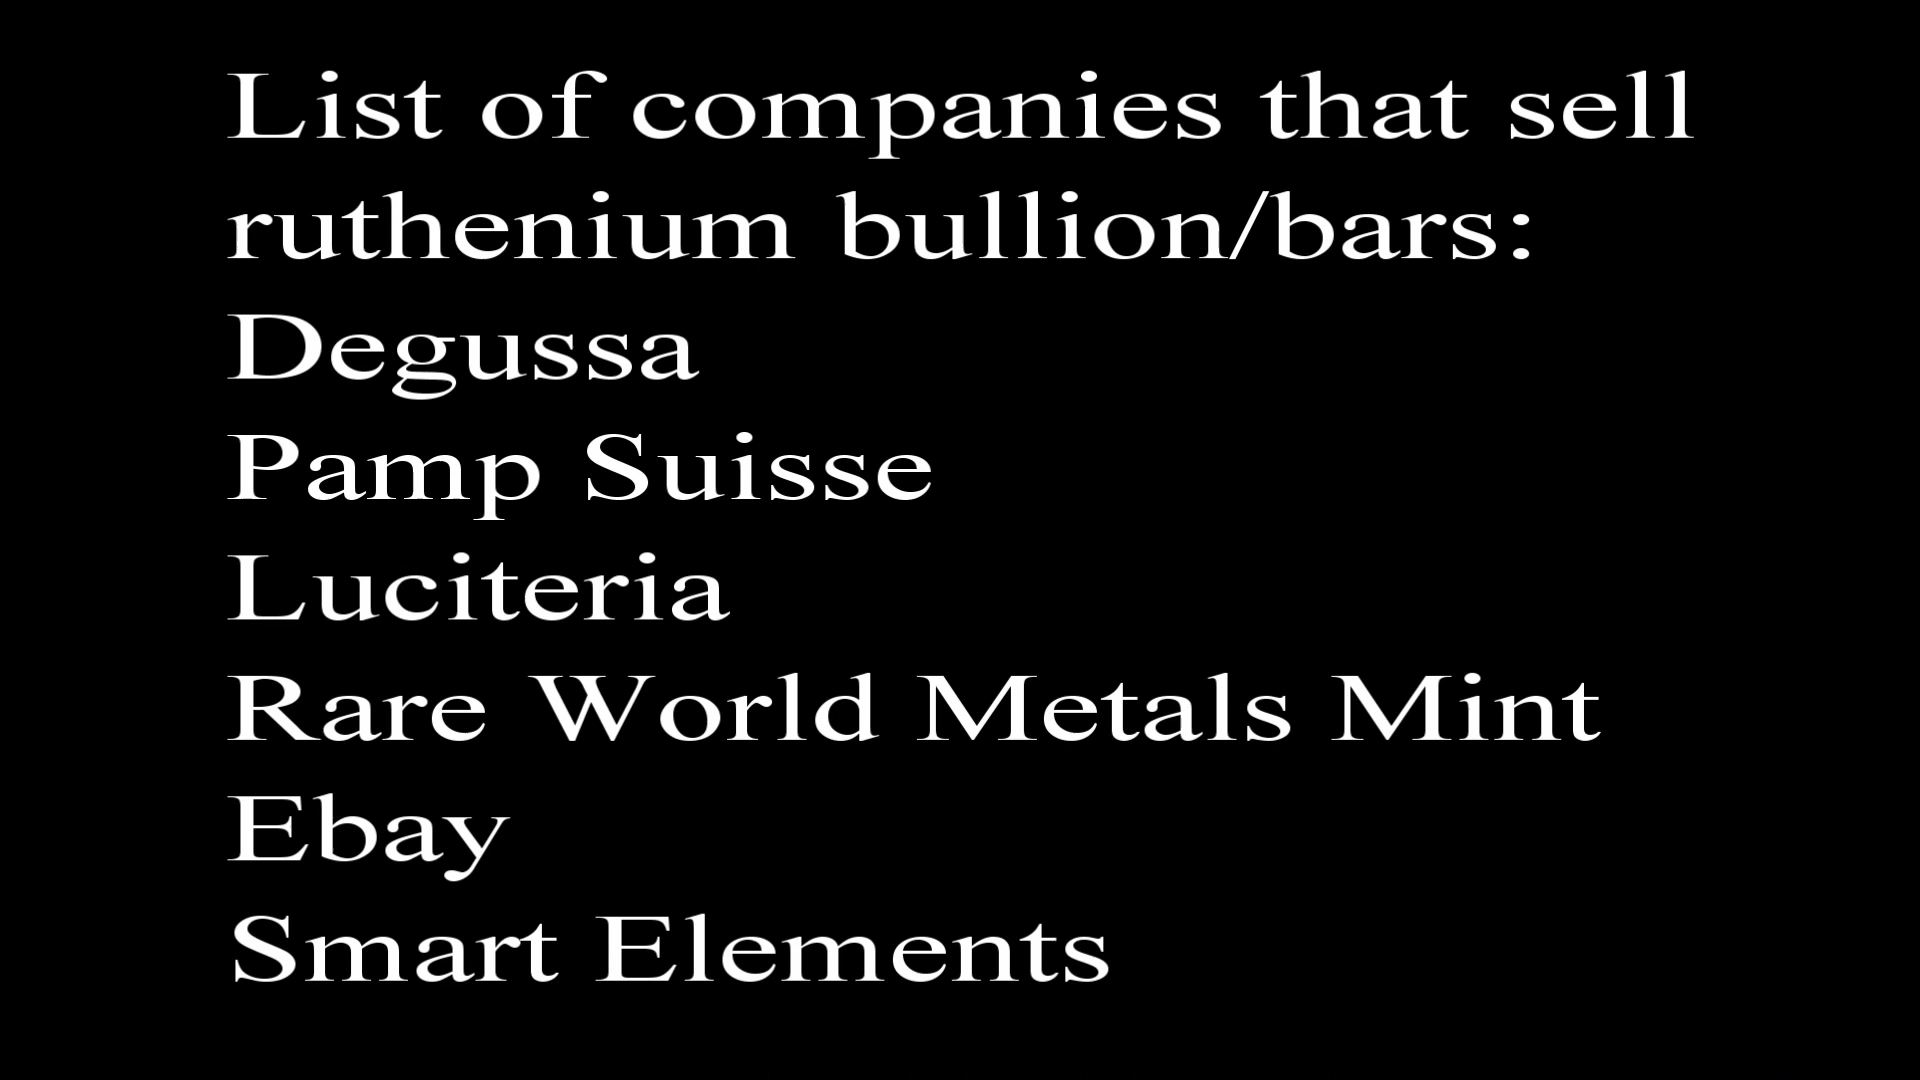 List of companies that sell
ruthenium bullion/bars:
Degussa
Pamp Suisse
Luciteria
Rare World Metals Mint
Ebay
Smart Elements